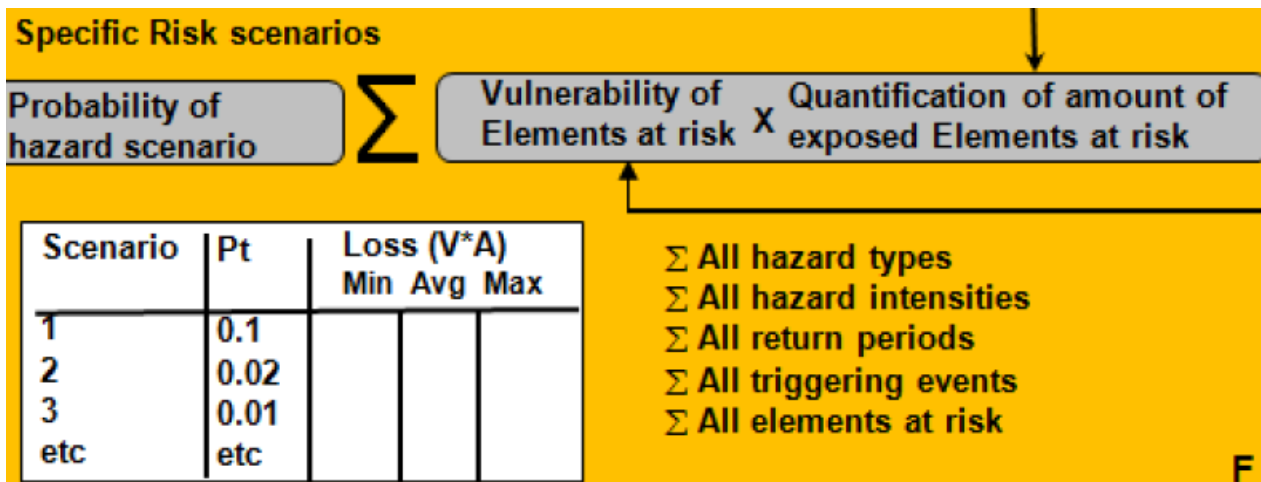 Specific Risk scenarios
Probability of
hazard scenario
∑
Vulnerability of
Elements at risk
X
Quantification of amount of
exposed Elements at risk
Scenario Pt Loss (V*A)
Min Avg Max
1 0.1
2 0.02
3 0.01
etc etc
∑ All hazard types
∑ All hazard intensities
∑ All return periods
∑ All triggering events
∑ All elements at risk
F